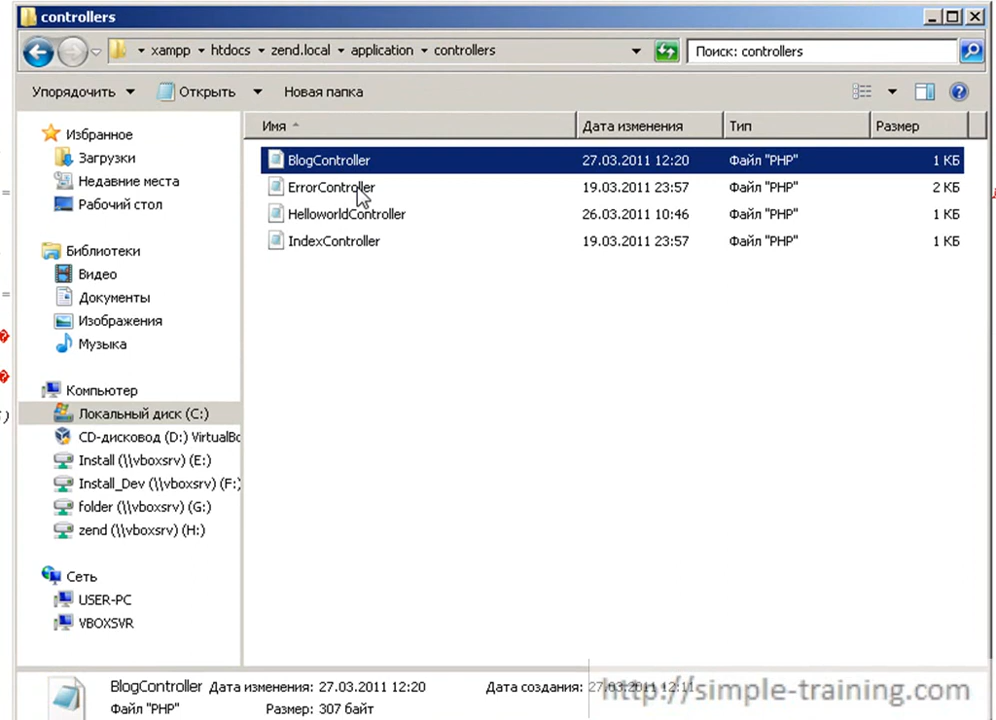 controllers
xampp htdocs zend.local application controllers
Поиск: controllers
Упорядочить Открыть Новая папка
Имя Дата изменения Тип Размер
BlogController 27.03.2011 12:20 Файл "PHP" 1 КБ
ErrorController 19.03.2011 23:57 Файл "PHP" 2 КБ
HelloworldController 26.03.2011 10:46 Файл "PHP" 1 КБ
IndexController 19.03.2011 23:57 Файл "PHP" 1 КБ
Избранное
Загрузки
Недавние места
Рабочий стол
Библиотеки
Видео
Документы
Изображения
Музыка
Компьютер
Локальный диск (C:)
CD-дисковод (D:) VirtualBo
Install (\\vboxsrv) (E:)
Install_Dev (\\vboxsrv) (F:)
folder (\\vboxsrv) (G:)
zend (\\vboxsrv) (H:)
Сеть
USER-PC
VBOXSVR
BlogController Дата изменения: 27.03.2011 12:20 Дата создания: 27.03.2011 12:11
Файл "PHP" Размер: 307 байт
http://simple-training.com